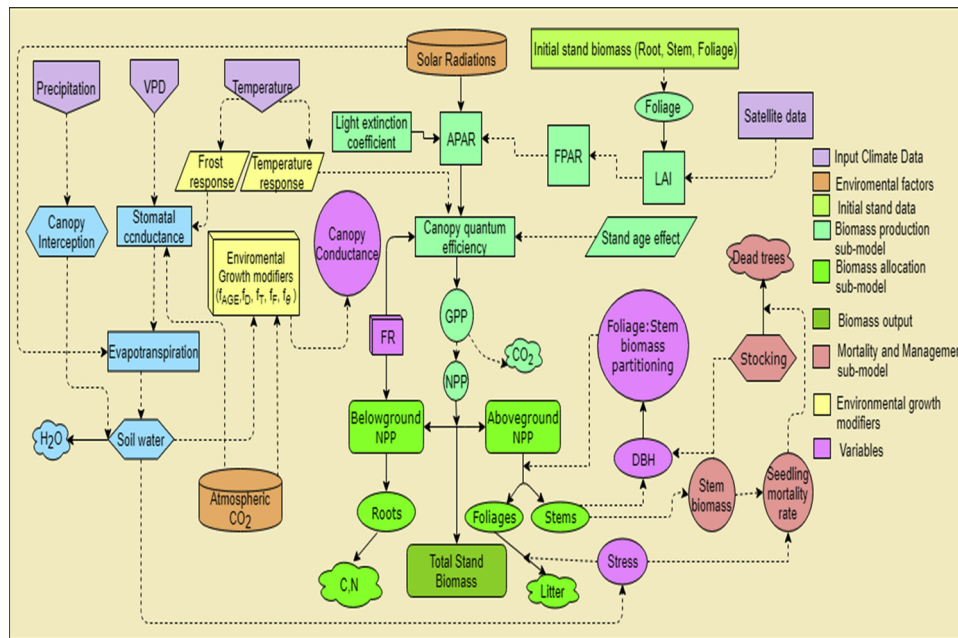 Solar Radiations
Initial stand biomass (Root, Stem, Foliage)
Precipitation
VPD
Temperature
Foliage
Satellite data
Light extinction
coefficient
APAR
FPAR
LAI
Frost
response
Temperature
response
Input Climate Data
Enviromental factors
Initial stand data
Biomass production
sub-model
Biomass allocation
sub-model
Biomass output
Mortality and Manageme
sub-model
Environmental growth
modifiers
Variables
Canopy
Interception
Stomatal
ccnductance
Enviromental
Growth modifiers
(fAGE,fD, fT, fF, fθ )
Canopy
Conductance
Canopy quantum
efficiency
Stand age effect
Dead trees
GPP
CO2
FR
NPP
Foliage:Stem
biomass
partitioning
Stocking
Evapotranspiration
Belowground
NPP
Aboveground
NPP
H2O
Soil water
DBH
Stem
biomass
Seedling
mortality
rate
Atmospheric
CO2
Roots
Foliages
Stems
Total Stand
Biomass
Stress
C,N
Litter